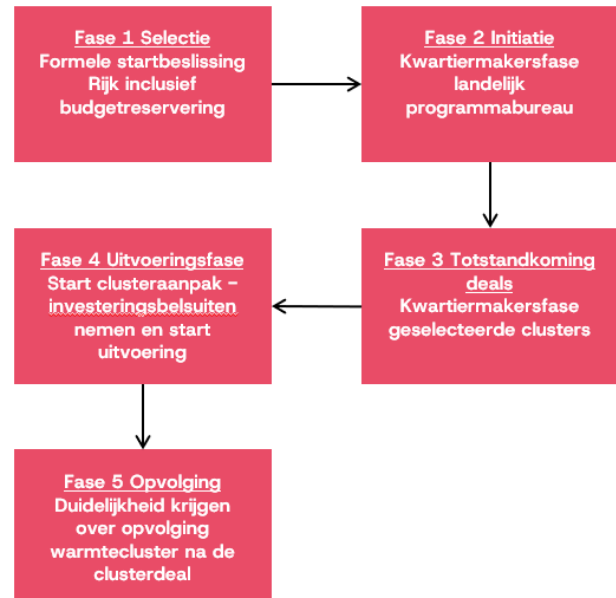 Fase 1 Selectie
Formele startbeslissing
Rijk inclusief
budgetreservering
Fase 2 Initiatie
Kwartiermakersfase
landelijk
programmabureau
Fase 3 Totstandkoming
deals
Kwartiermakersfase
geselecteerde clusters
Fase 4 Uitvoeringsfase
Start clusteraanpak –
investeringsbelsuiten
nemen en start
uitvoering
Fase 5 Opvolging
Duidelijkheid krijgen
over opvolging
warmtecluster na de
clusterdeal